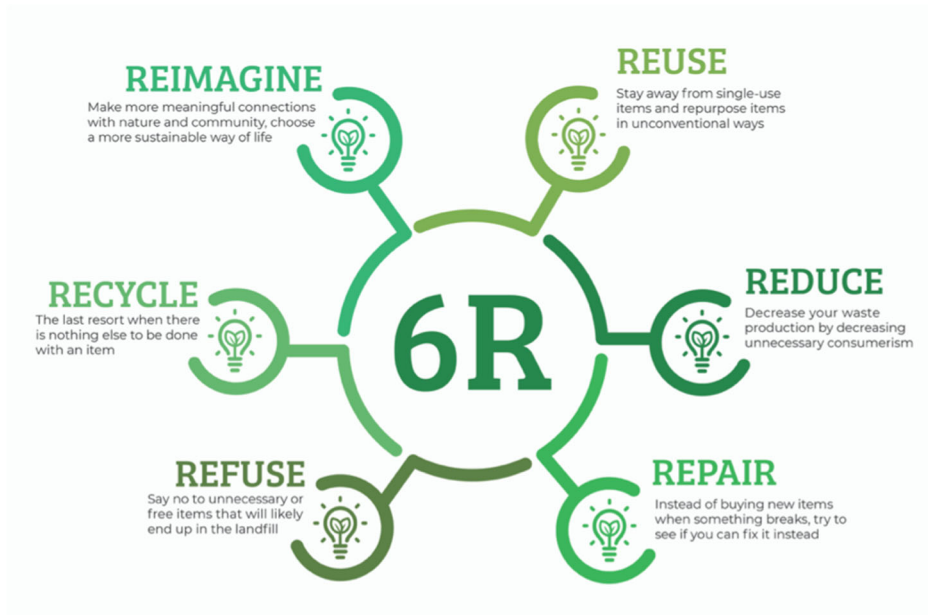 REIMAGINE
Make more meaningful connections
with nature and community, choose
a more sustainable way of life
REUSE
Stay away from single-use
items and repurpose items
in unconventional ways
RECYCLE
The last resort when there
is nothing else to be done
with an item
6R
REDUCE
Decrease your waste
production by decreasing
unnecessary consumerism
REFUSE
Say no to unnecessary or
free items that will likely
end up in the landfill
REPAIR
Instead of buying new items
when something breaks, try to
see if you can fix it instead